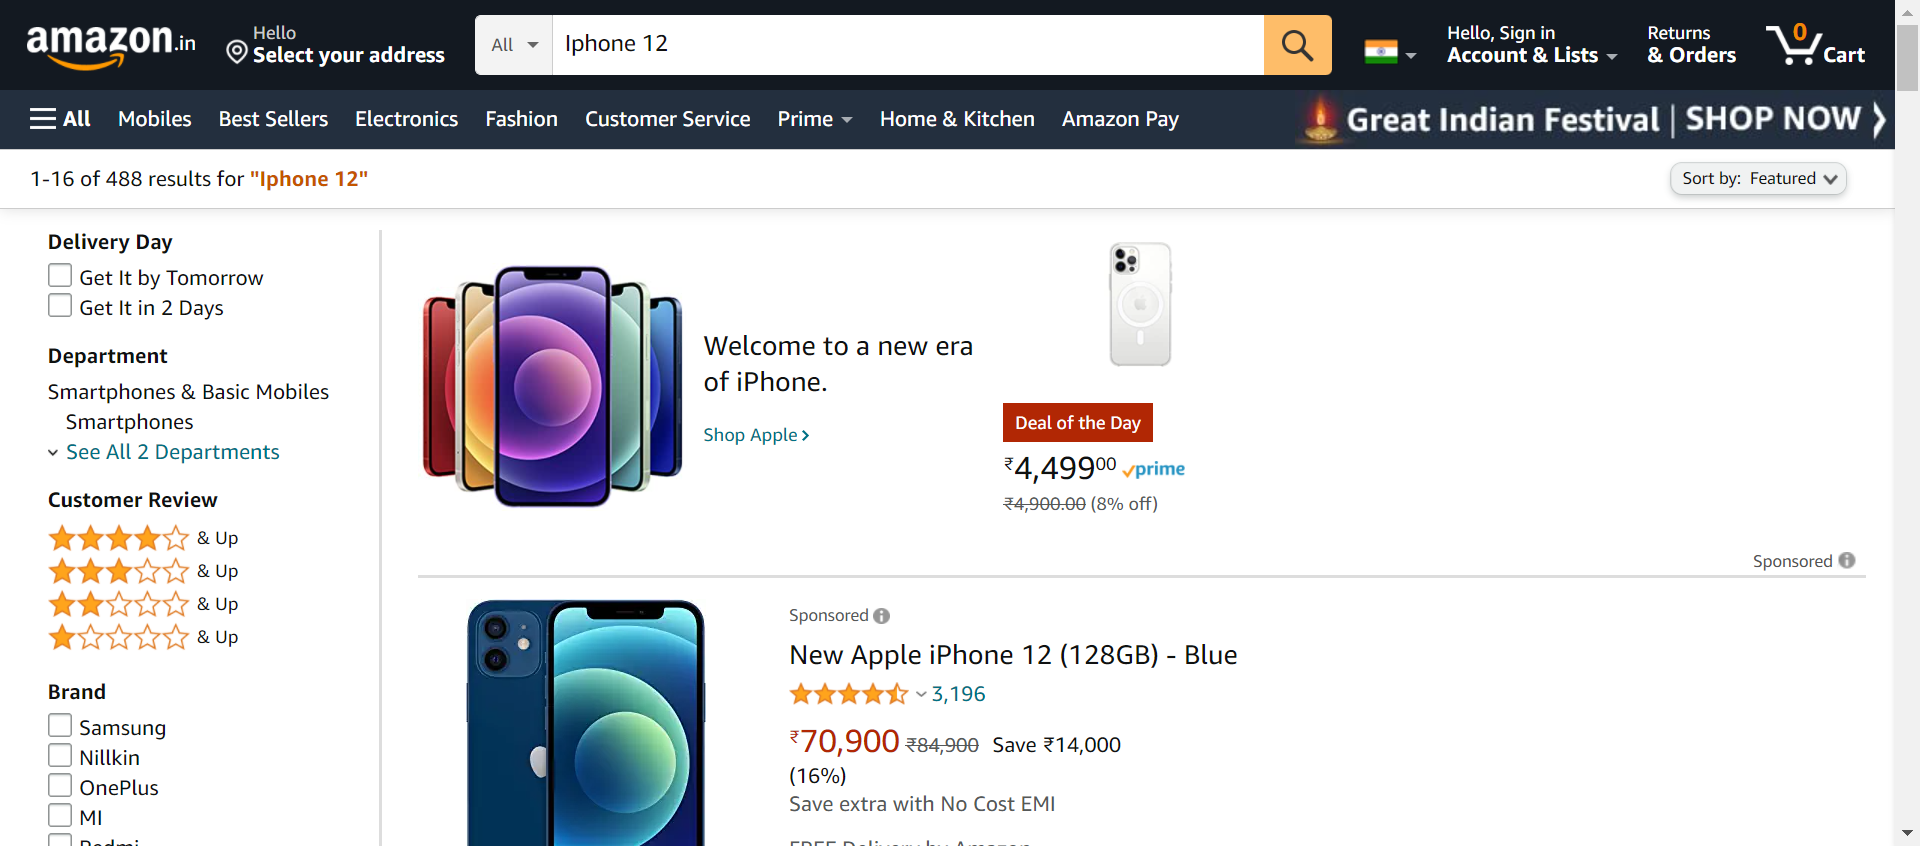 amazon.in
Hello
Select your address
All
Iphone 12
Hello, Sign in
Account & Lists
Returns
& Orders
0
Cart
All
Mobiles
Best Sellers
Electronics
Fashion
Customer Service
Prime
Home & Kitchen
Amazon Pay
Great Indian Festival | SHOP NOW
1-16 of 488 results for "Iphone 12"
Sort by: Featured
Delivery Day
Get It by Tomorrow
Get It in 2 Days
Department
Smartphones & Basic Mobiles
Smartphones
See All 2 Departments
Customer Review
& Up
& Up
& Up
& Up
Brand
Samsung
Nillkin
OnePlus
MI
Redmi
Welcome to a new era
of iPhone.
Shop Apple
Deal of the Day
₹4,49900 prime
₹4,900.00 (8% off)
Sponsored
Sponsored
New Apple iPhone 12 (128GB) - Blue
3,196
₹70,900 ₹84,900 Save ₹14,000
(16%)
Save extra with No Cost EMI
FREE Delivery by Amazon